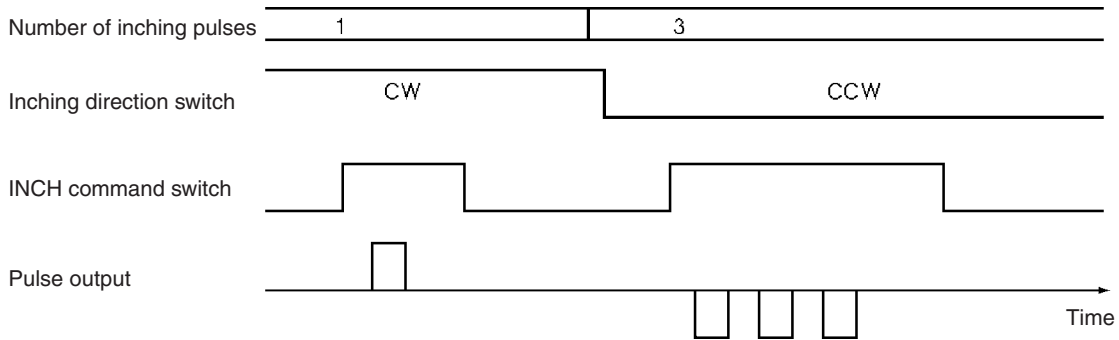 Number of inching pulses 1 3
Inching direction switch CW CCW
INCH command switch
Pulse output
Time